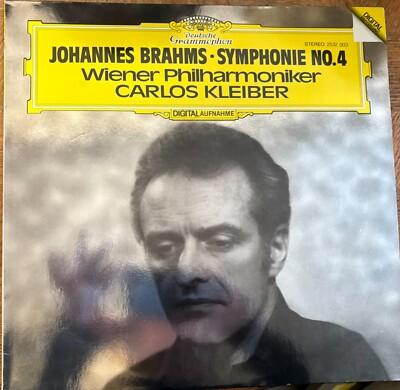 Deutsche
Grammophon
DIGITAL
STEREO 2532 003
JOHANNES BRAHMS · SYMPHONIE NO.4
Wiener Philharmoniker
CARLOS KLEIBER
DIGITAL AUFNAHME